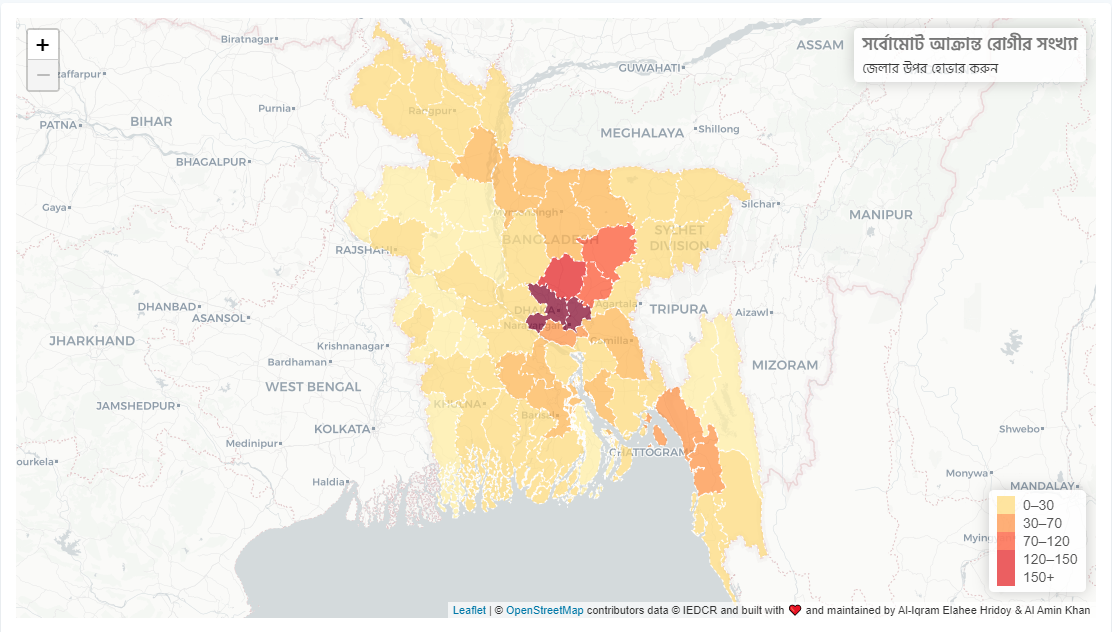 +
−
Biratnagar
zaffarpur
ASSAM
সর্বোমোট আক্রান্ত রোগীর সংখ্যা
জেলার উপর হোভার করুন
GUWAHATI
Rangpur
Purnia
PATNA
BIHAR
MEGHALAYA
Shillong
BHAGALPUR
Gaya
Silchar
MANIPUR
Mymensingh
BANGLADESH
SYLHET
DIVISION
RAJSHAHI
DHANBAD
ASANSOL
DHAKA
Narayanganj
Agartala
TRIPURA
Aizawl
JHARKHAND
Krishnanagar
Comilla
Bardhaman
WEST BENGAL
MIZORAM
JAMSHEDPUR
KHULNA
Barisal
KOLKATA
Shwebo
Medinipur
CHATTOGRAM
ourkela
Haldia
Monywa
MANDALAY
Mying
0–30
30–70
70–120
120–150
150+
Leaflet | © OpenStreetMap contributors data © IEDCR and built with ❤ and maintained by Al-Iqram Elahee Hridoy & Al Amin Khan